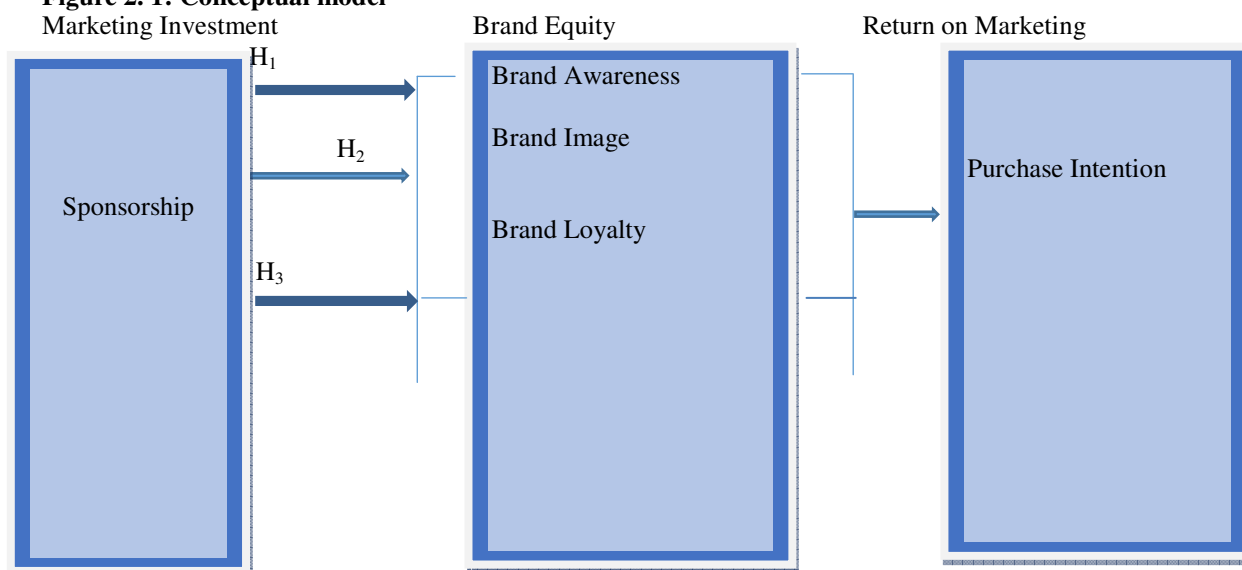 Figure 2. 1: Conceptual model
Marketing Investment
Brand Equity
Return on Marketing
H₁
Brand Awareness
H₂
Brand Image
Purchase Intention
Sponsorship
Brand Loyalty
H₃